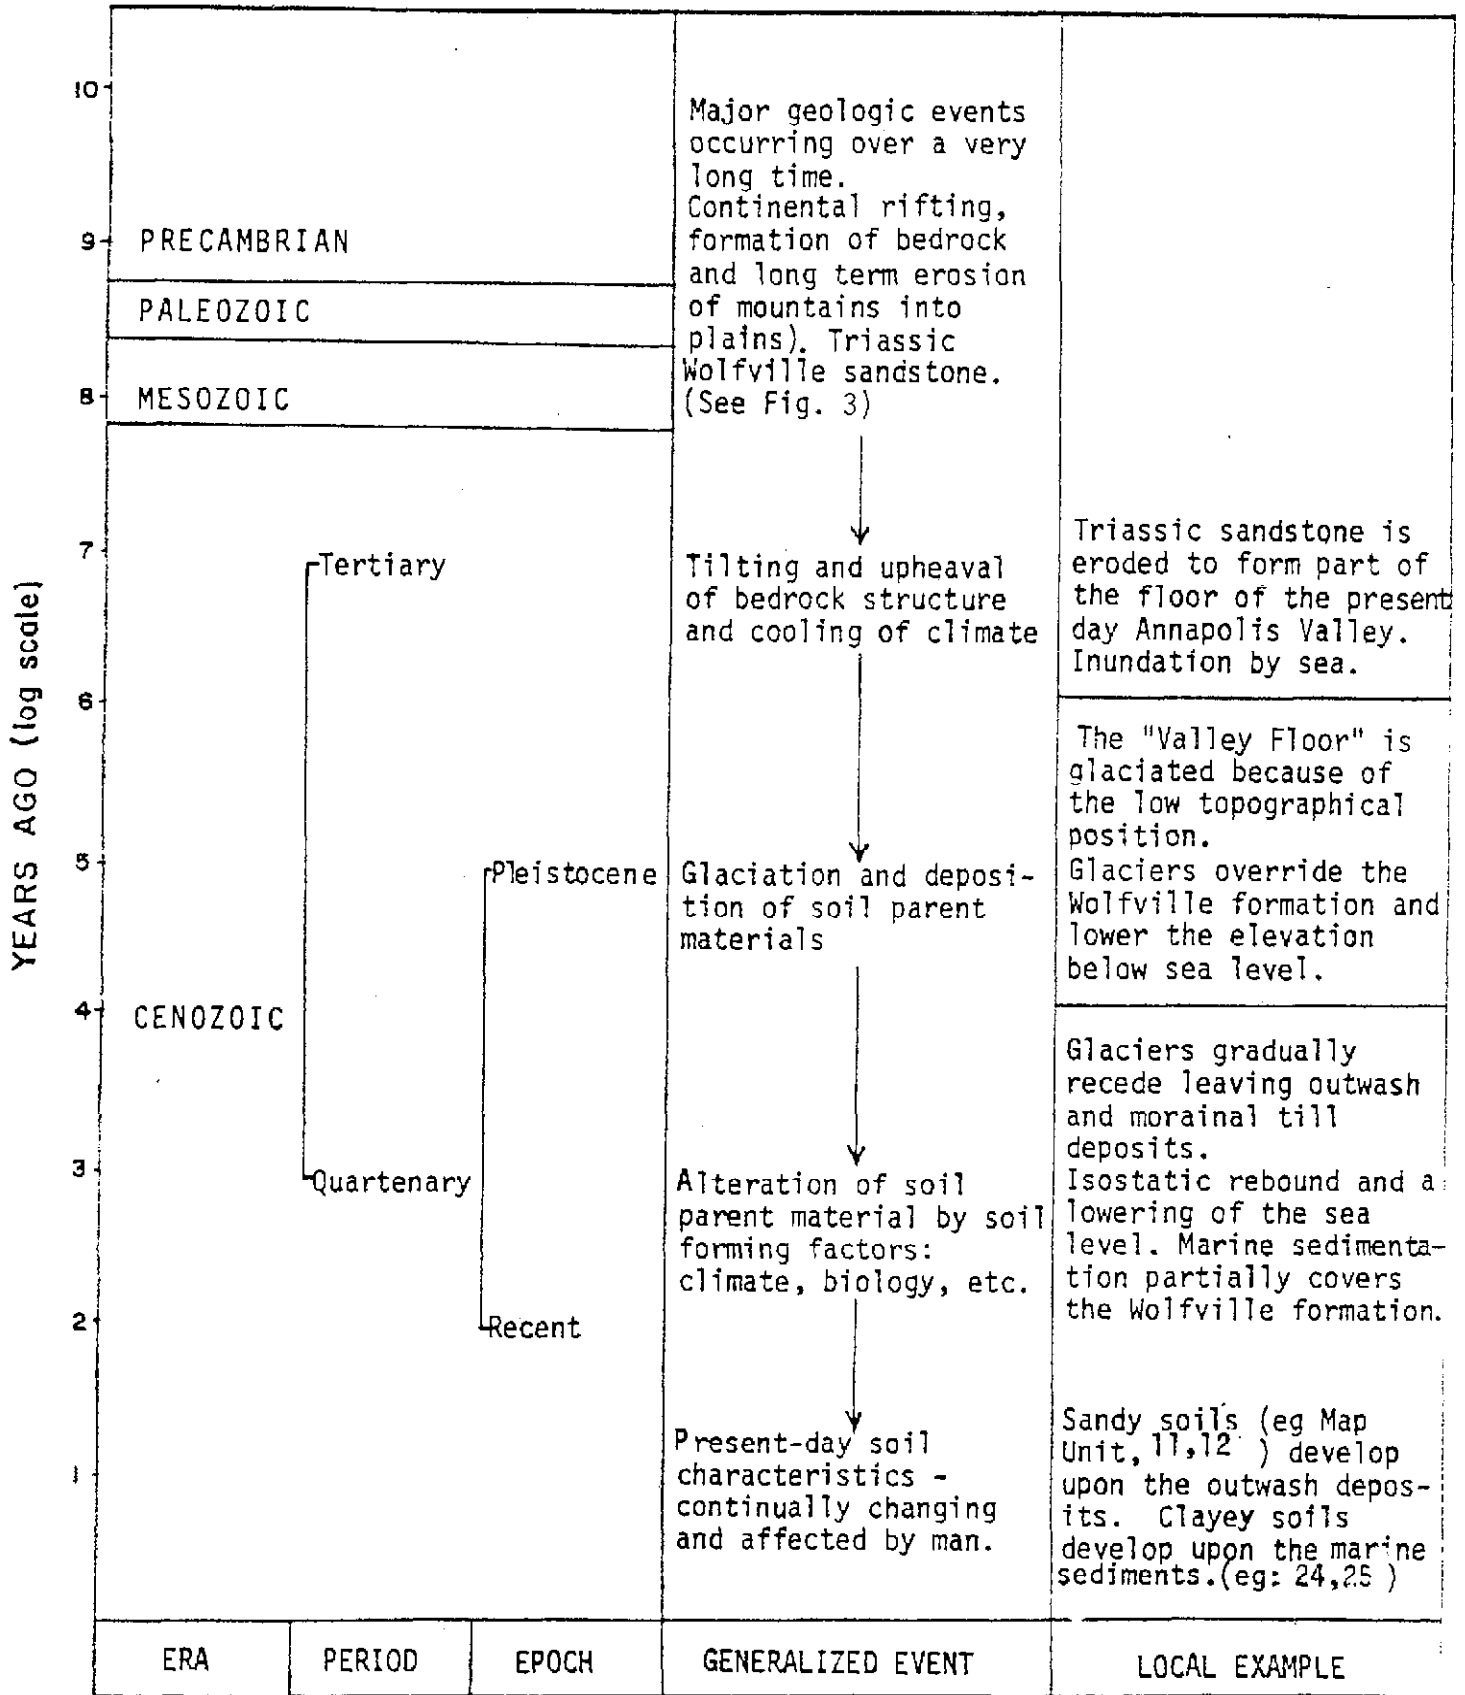 YEARS AGO (log scale)
10
9
8
7
6
5
4
3
2
1
PRECAMBRIAN
PALEOZOIC
MESOZOIC
CENOZOIC
Tertiary
Quartenary
Pleistocene
Recent
Major geologic events
occurring over a very
long time.
Continental rifting,
formation of bedrock
and long term erosion
of mountains into
plains). Triassic
Wolfville sandstone.
(See Fig. 3)
Tilting and upheaval
of bedrock structure
and cooling of climate
Glaciation and deposi-
tion of soil parent
materials
Alteration of soil
parent material by soil
forming factors:
climate, biology, etc.
Present-day soil
characteristics -
continually changing
and affected by man.
Triassic sandstone is
eroded to form part of
the floor of the present
day Annapolis Valley.
Inundation by sea.
The "Valley Floor" is
glaciated because of
the low topographical
position.
Glaciers override the
Wolfville formation and
lower the elevation
below sea level.
Glaciers gradually
recede leaving outwash
and morainal till
deposits.
Isostatic rebound and a
lowering of the sea
level. Marine sedimenta-
tion partially covers
the Wolfville formation.
Sandy soils (eg Map
Unit, 11,12 ) develop
upon the outwash depos-
its. Clayey soils
develop upon the marine
sediments.(eg: 24,25 )
ERA PERIOD EPOCH GENERALIZED EVENT LOCAL EXAMPLE